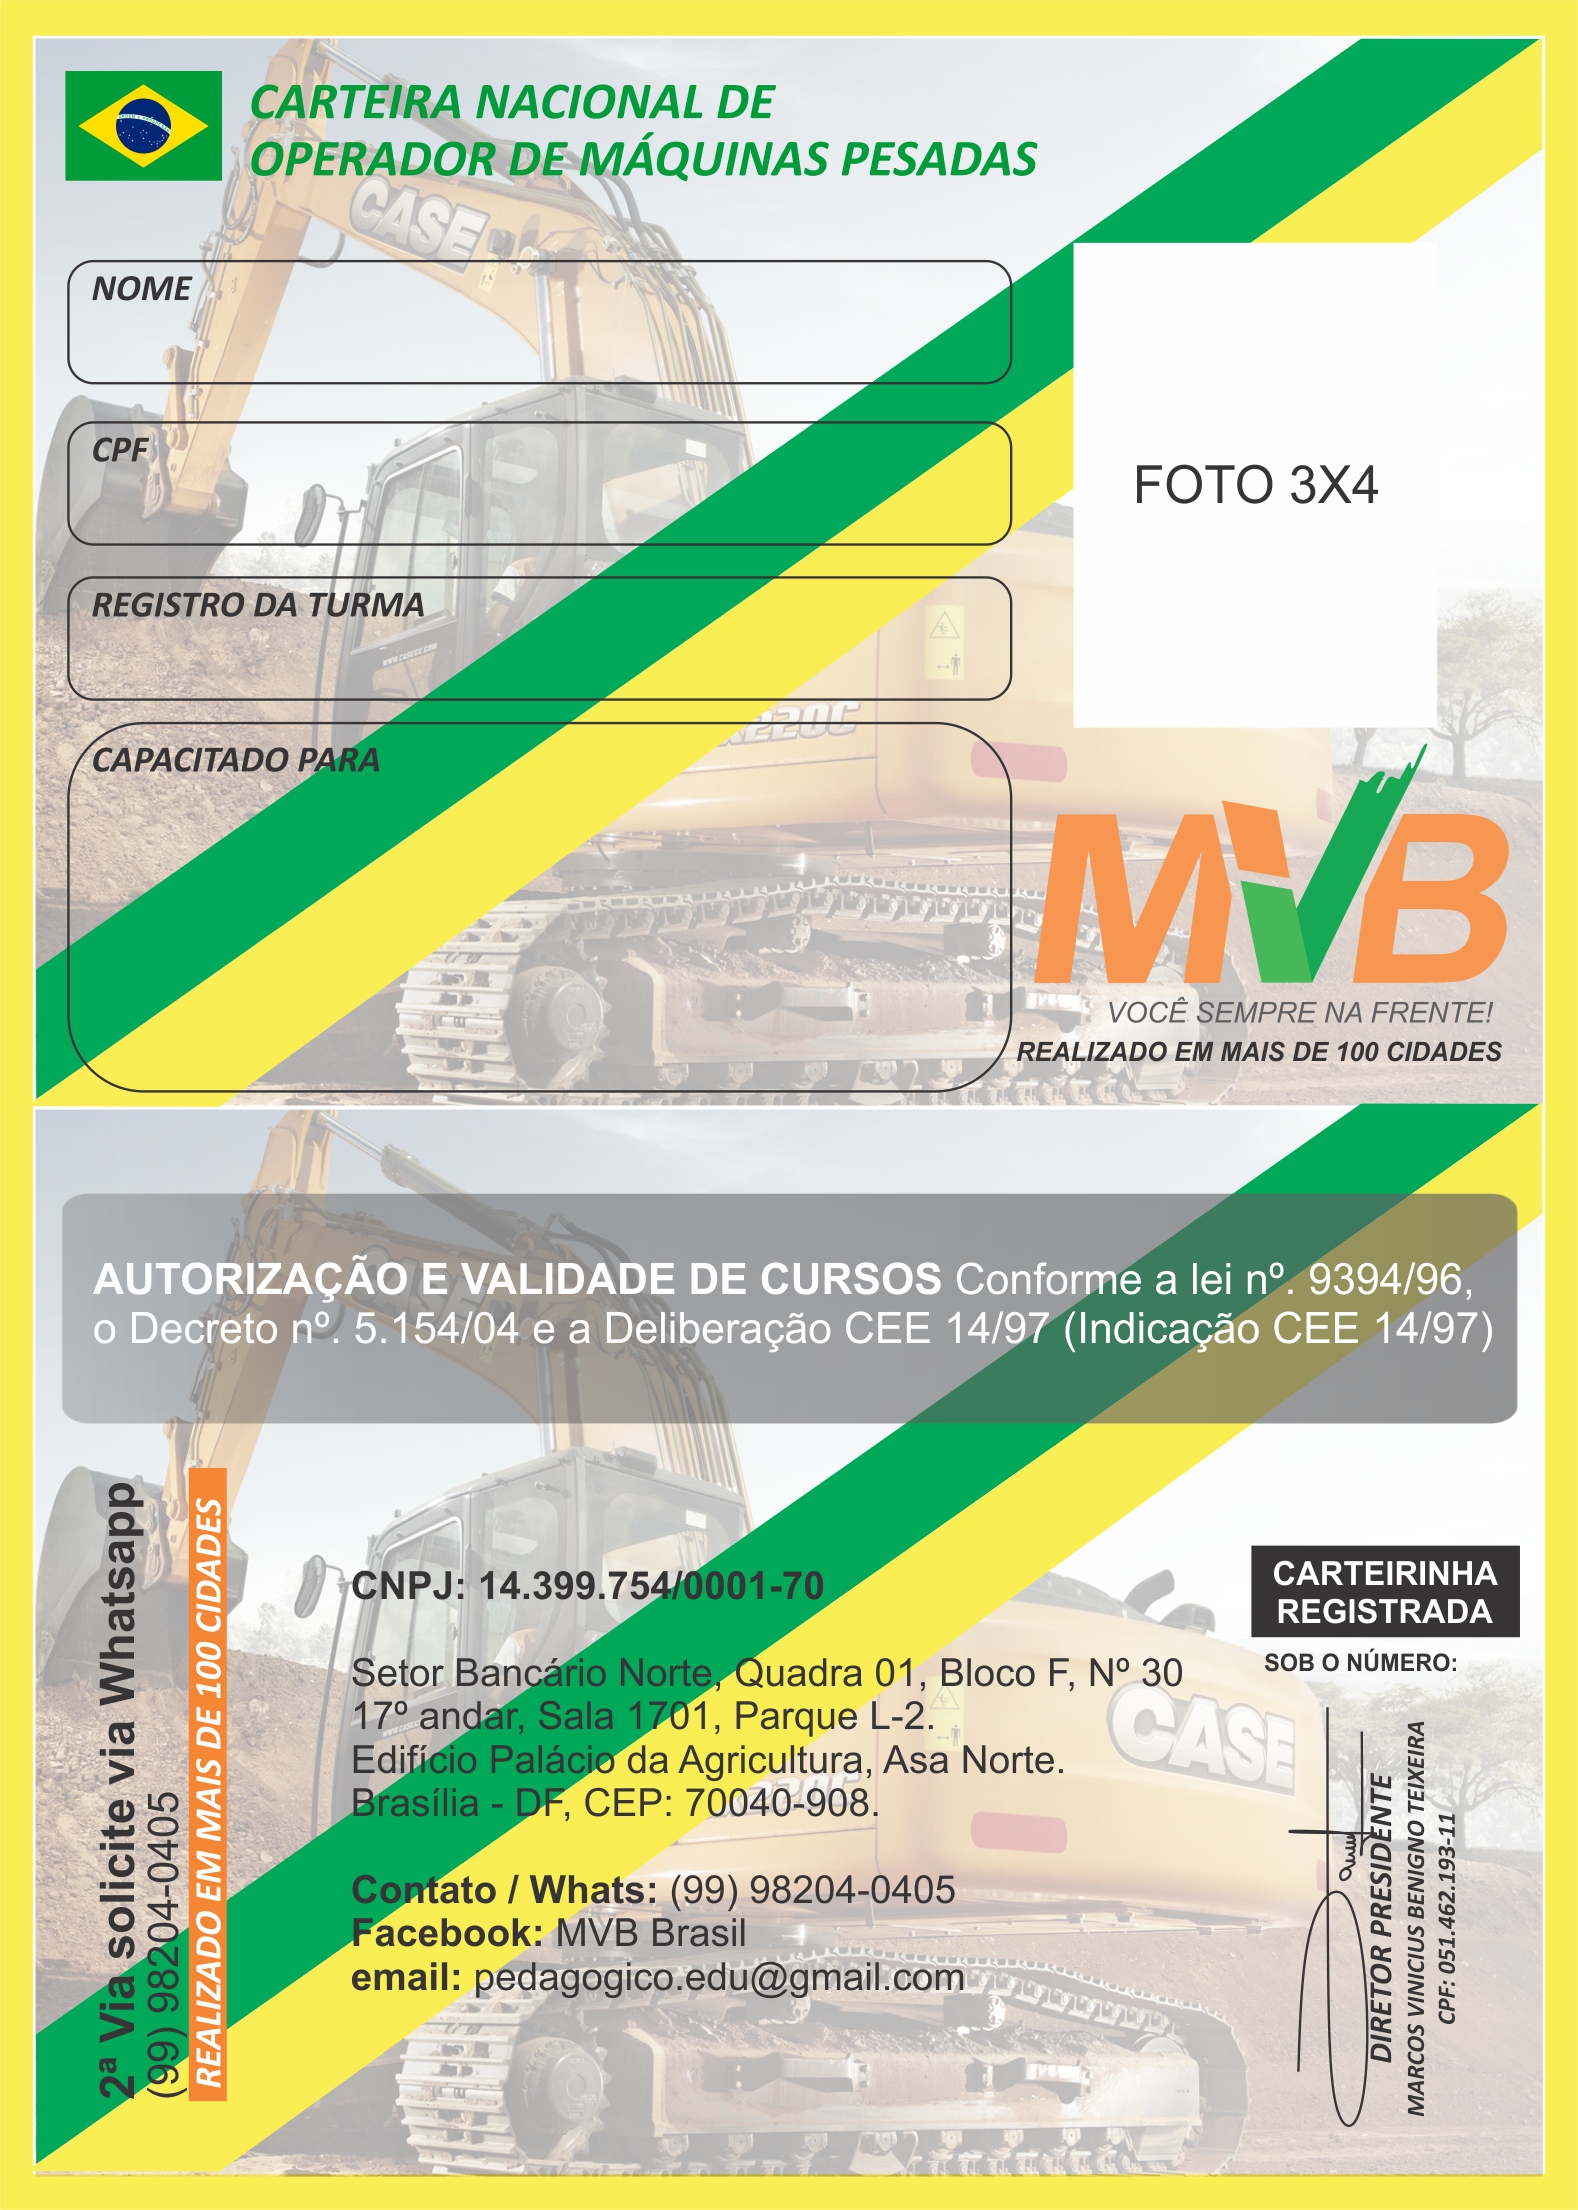 CARTEIRA NACIONAL DE
OPERADOR DE MÁQUINAS PESADAS
CASE
NOME
CPF
FOTO 3X4
REGISTRO DA TURMA
WWW.CASECE.COM
220C
CAPACITADO PARA
MVB
VOCÊ SEMPRE NA FRENTE!
REALIZADO EM MAIS DE 100 CIDADES
CASE
AUTORIZAÇÃO E VALIDADE DE CURSOS Conforme a lei nº. 9394/96,
o Decreto nº. 5.154/04 e a Deliberação CEE 14/97 (Indicação CEE 14/97)
2ª Via solicite via Whatsapp
(99) 98204-0405
REALIZADO EM MAIS DE 100 CIDADES
CNPJ: 14.399.754/0001-70
Setor Bancário Norte, Quadra 01, Bloco F, Nº 30
17º andar, Sala 1701, Parque L-2.
Edifício Palácio da Agricultura, Asa Norte.
Brasília - DF, CEP: 70040-908.
Contato / Whats: (99) 98204-0405
Facebook: MVB Brasil
email: pedagogico.edu@gmail.com
CARTEIRINHA
REGISTRADA
SOB O NÚMERO:
CASE
220C
DIRETOR PRESIDENTE
MARCOS VINICIUS BENIGNO TEIXEIRA
CPF: 051.462.193-11